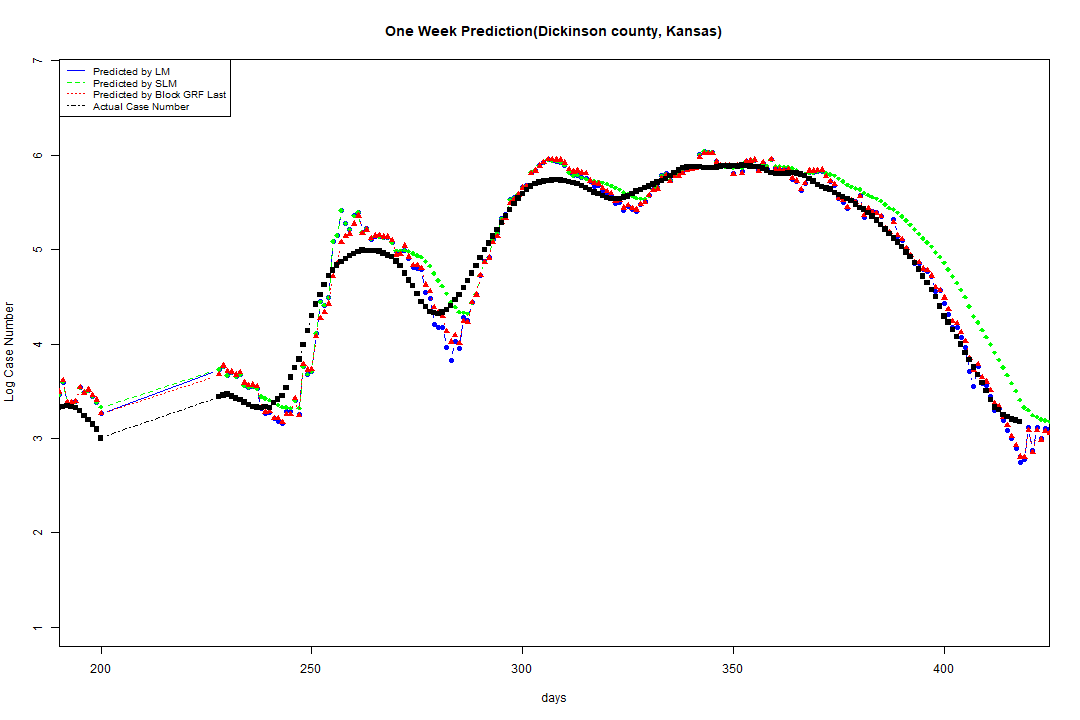 One Week Prediction(Dickinson county, Kansas)
Predicted by LM
Predicted by SLM
Predicted by Block GRF Last
Actual Case Number
7
6
5
4
3
2
1
Log Case Number
200 250 300 350 400
days